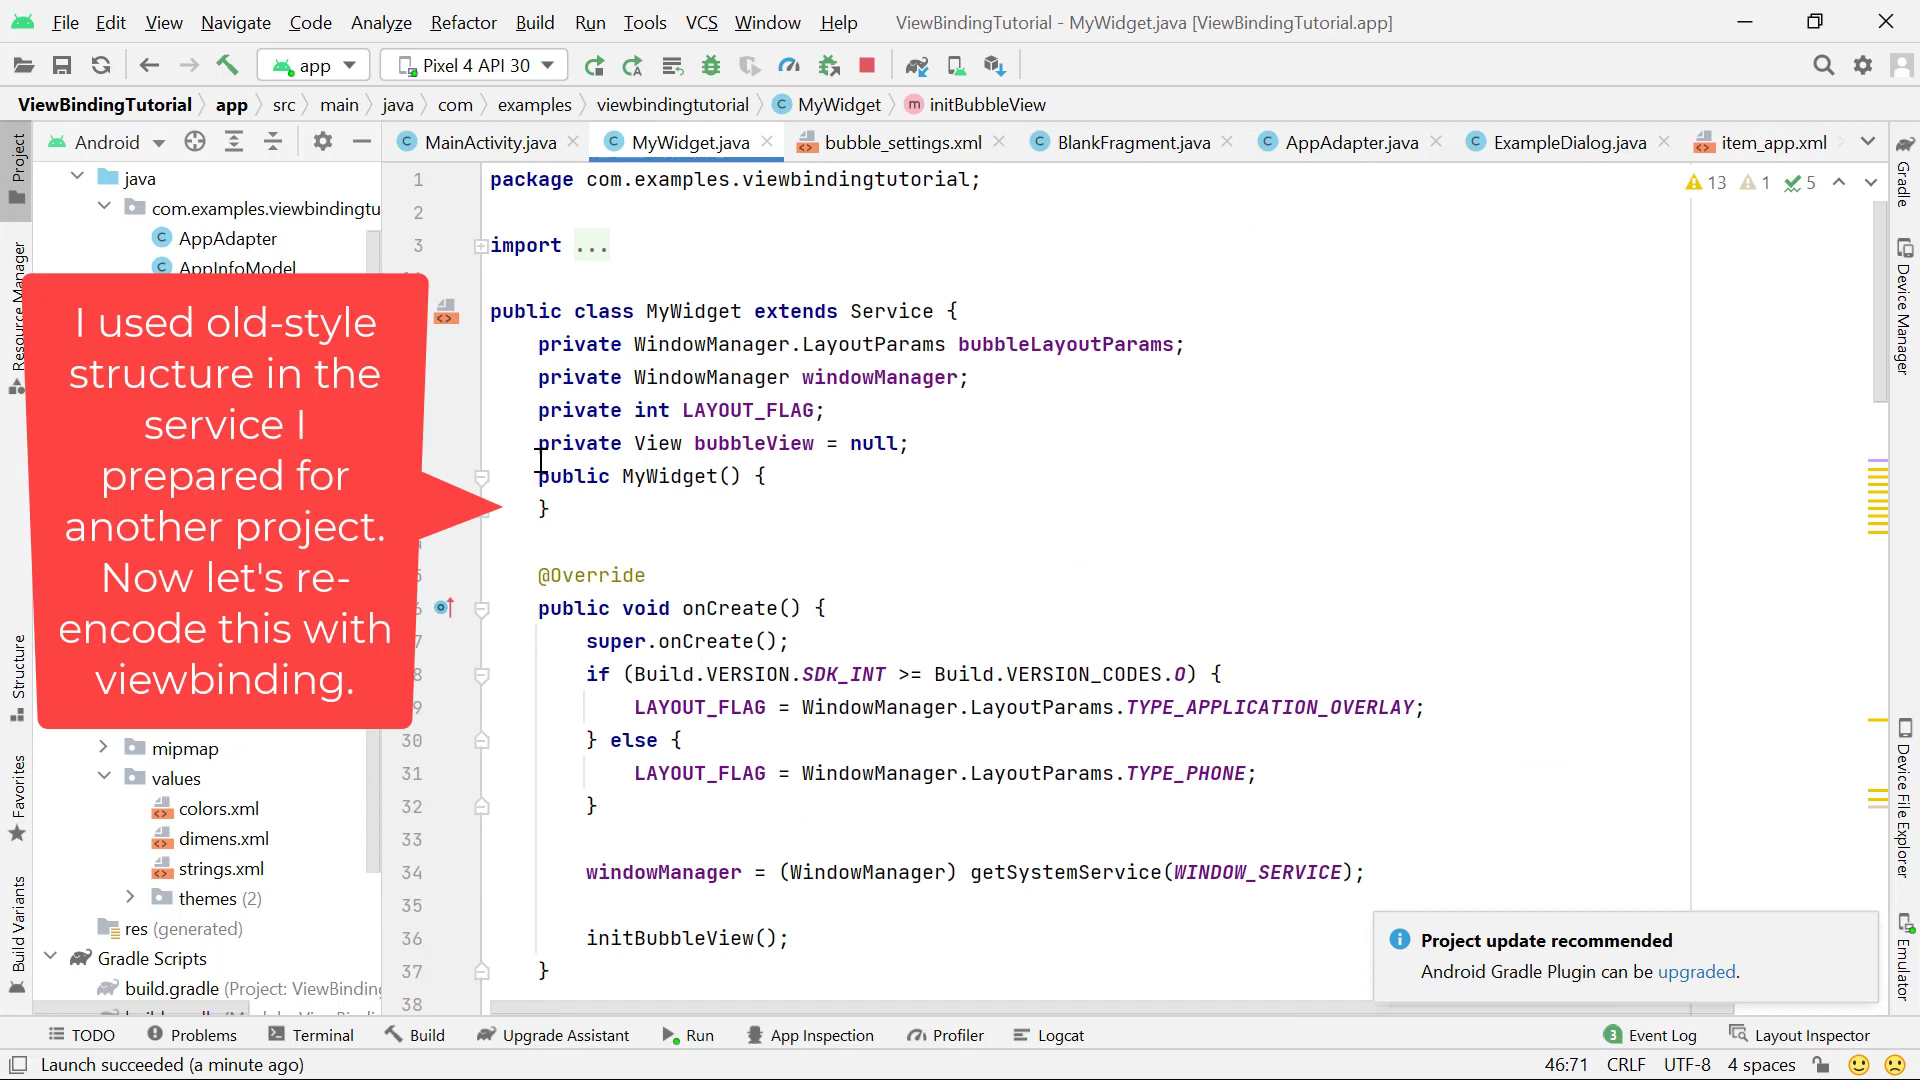 File Edit View Navigate Code Analyze Refactor Build Run Tools VCS Window Help ViewBindingTutorial - MyWidget.java [ViewBindingTutorial.app]
app Pixel 4 API 30
ViewBindingTutorial app src main java com examples viewbindingtutorial C MyWidget m initBubbleView
Android
C MainActivity.java C MyWidget.java bubble_settings.xml C BlankFragment.java C AppAdapter.java C ExampleDialog.java item_app.xml
Project
Resource Manager
Structure
Favorites
Build Variants
java
com.examples.viewbindingtu
C AppAdapter
C AppInfoModel
I used old-style
structure in the
service I
prepared for
another project.
Now let's re-
encode this with
viewbinding.
mipmap
values
colors.xml
dimens.xml
strings.xml
themes (2)
res (generated)
Gradle Scripts
build.gradle (Project: ViewBinding
13 1 5
1 package com.examples.viewbindingtutorial;
2
3 import ...
public class MyWidget extends Service {
private WindowManager.LayoutParams bubbleLayoutParams;
private WindowManager windowManager;
private int LAYOUT_FLAG;
private View bubbleView = null;
public MyWidget() {
}
@Override
public void onCreate() {
super.onCreate();
if (Build.VERSION.SDK_INT >= Build.VERSION_CODES.O) {
LAYOUT_FLAG = WindowManager.LayoutParams.TYPE_APPLICATION_OVERLAY;
30 } else {
31 LAYOUT_FLAG = WindowManager.LayoutParams.TYPE_PHONE;
32 }
33
34 windowManager = (WindowManager) getSystemService(WINDOW_SERVICE);
35
36 initBubbleView();
37 }
38
Project update recommended
Android Gradle Plugin can be upgraded.
Gradle
Device Manager
Device File Explorer
Emulator
TODO Problems Terminal Build Upgrade Assistant Run App Inspection Profiler Logcat 3 Event Log Layout Inspector
Launch succeeded (a minute ago) 46:71 CRLF UTF-8 4 spaces